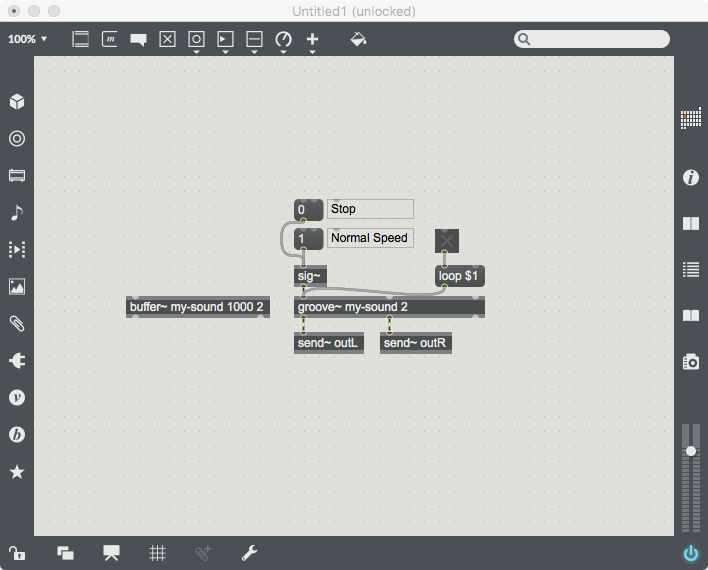 Untitled1 (unlocked)
100%
m
0 Stop
1 Normal Speed
sig~ loop $1
buffer~ my-sound 1000 2 groove~ my-sound 2
send~ outL send~ outR
i
v
b